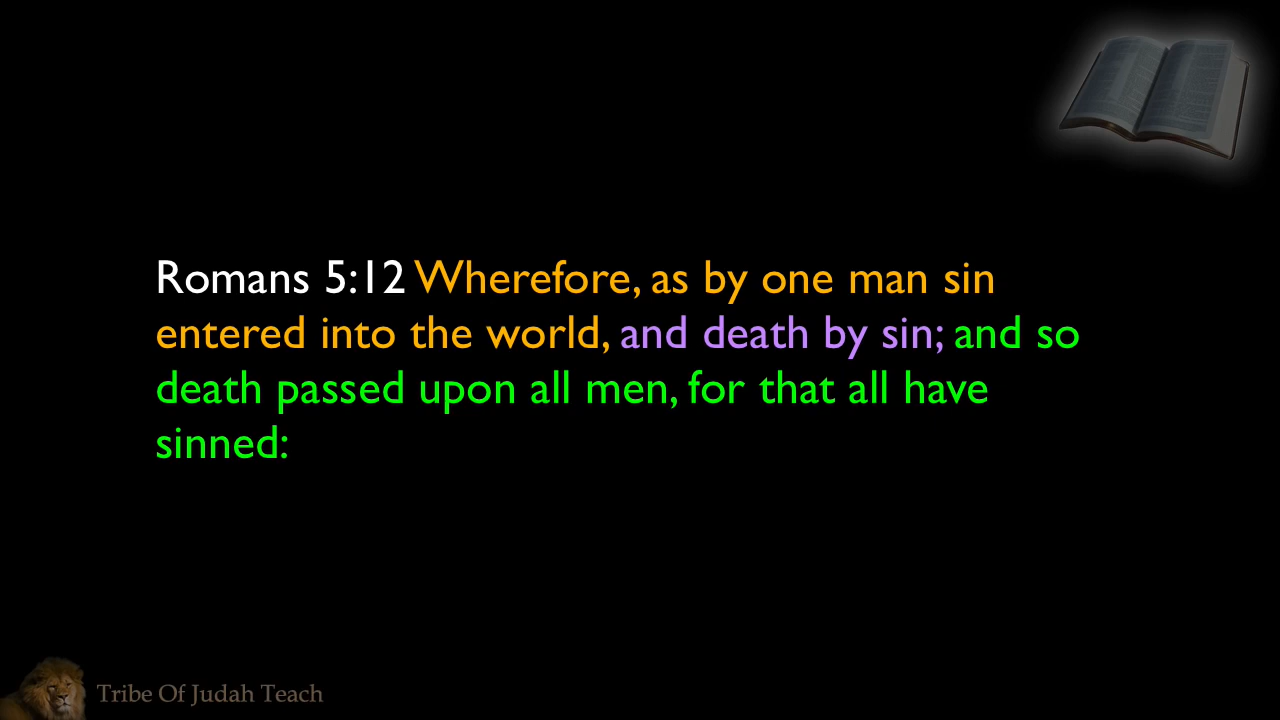 Romans 5:12 Wherefore, as by one man sin
entered into the world, and death by sin; and so
death passed upon all men, for that all have
sinned:
Tribe Of Judah Teach